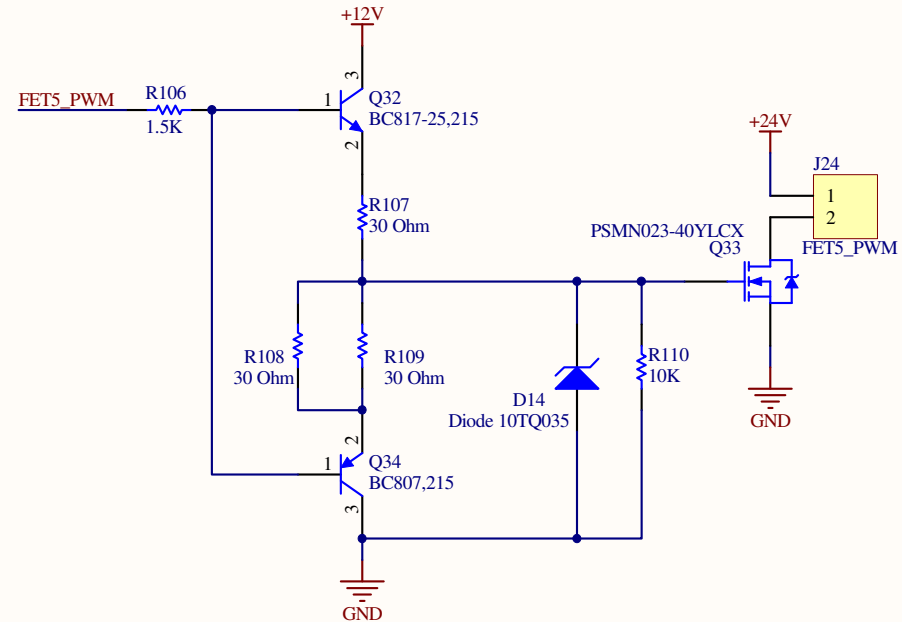 +12V
3
FET5_PWM
R106
1.5K
1
Q32
BC817-25,215
2
R107
30 Ohm
+24V
J24
1
2
FET5_PWM
PSMN023-40YLCX
Q33
R108
30 Ohm
R109
30 Ohm
R110
10K
D14
Diode 10TQ035
GND
2
1
Q34
BC807,215
3
GND